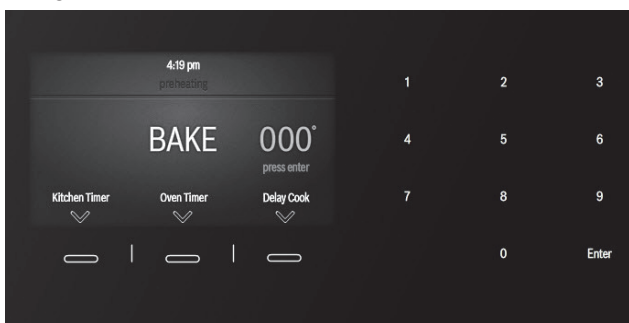 4:19 pm
preheating
BAKE 000°
press enter
Kitchen Timer Oven Timer Delay Cook
1 2 3
4 5 6
7 8 9
0 Enter